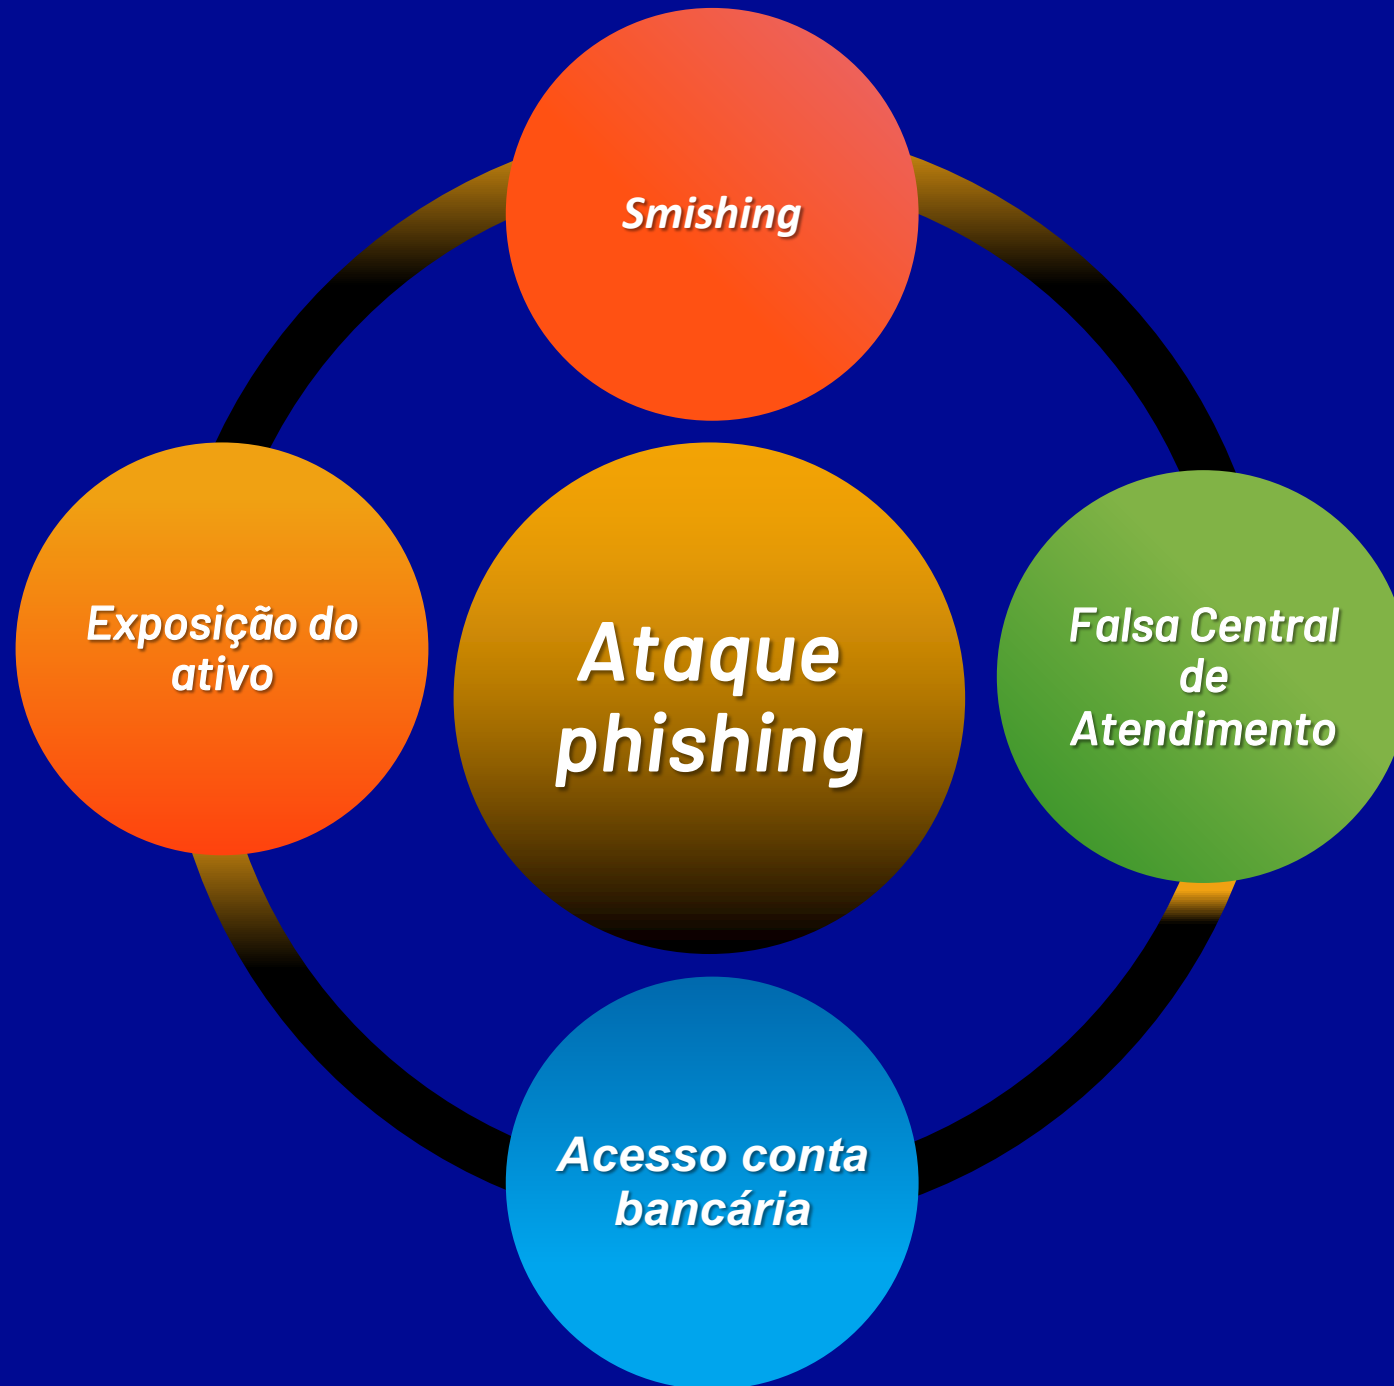 Smishing
Exposição do
ativo
Ataque
phishing
Falsa Central
de
Atendimento
Acesso conta
bancária